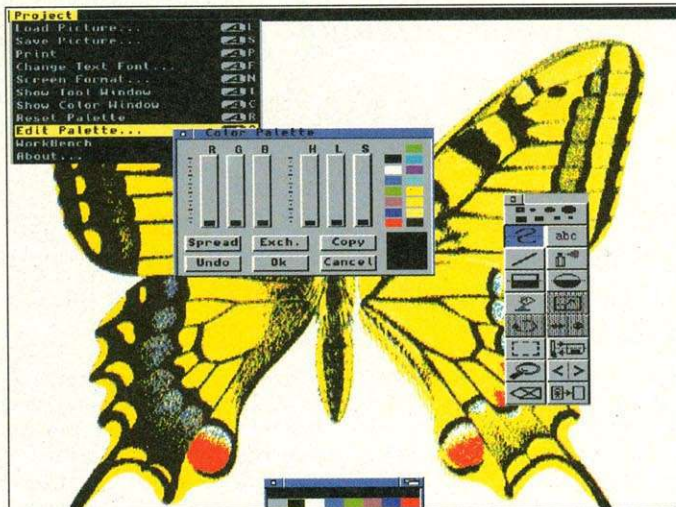 Project
Load Picture... L
Save Picture... S
Print P
Change Text Font... F
Screen Format... N
Show Tool Window T
Show Color Window C
Reset Palette R
Edit Palette...
WorkBench
About...
Color Palette
R G B H L S
Spread Exch. Copy
Undo Ok Cancel
abc